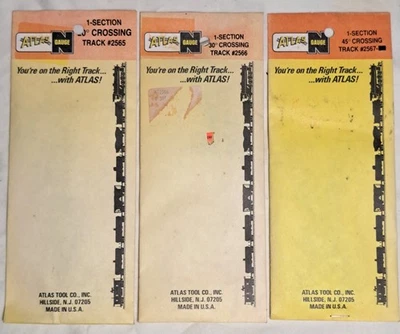 ATLAS N GAUGE
1-SECTION
CROSSING
TRACK #2565
You're on the Right Track...
...with ATLAS!
ATLAS TOOL CO., INC.
HILLSIDE, N.J. 07205
MADE IN U.S.A.
ATLAS N GAUGE
1-SECTION
30° CROSSING
TRACK #2566
You're on the Right Track...
...with ATLAS!
ATLAS TOOL CO., INC.
HILLSIDE, N.J. 07205
MADE IN U.S.A.
ATLAS N GAUGE
1-SECTION
45° CROSSING
TRACK #2567
You're on the Right Track...
...with ATLAS!
ATLAS TOOL CO., INC.
HILLSIDE, N.J. 07205
MADE IN U.S.A.